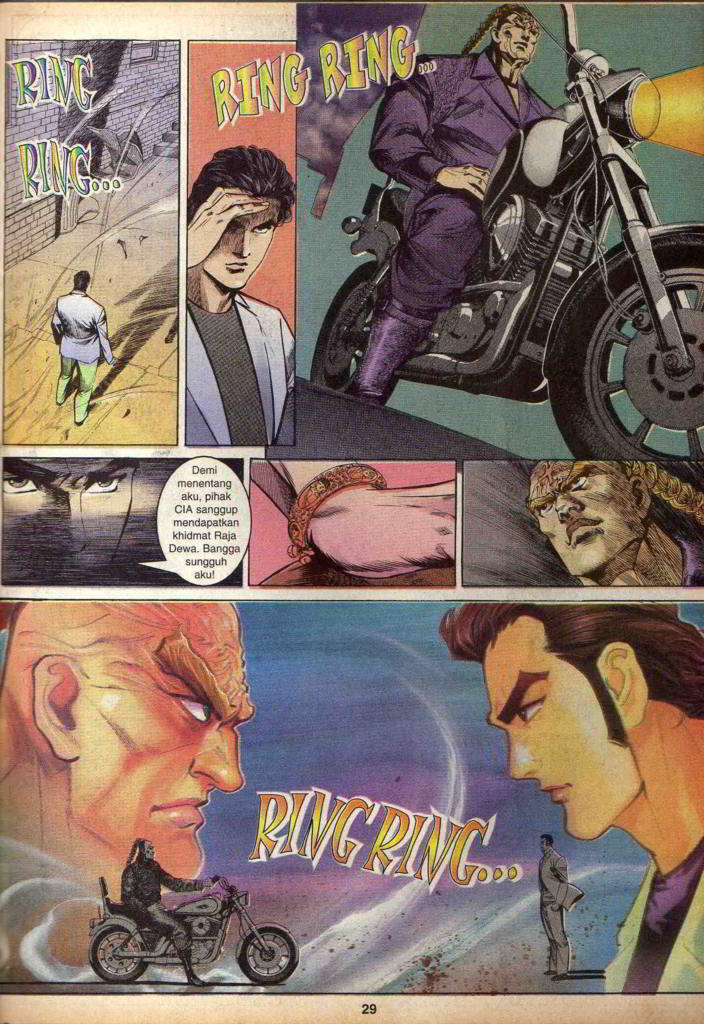 RING
RING...
RING RING...
Demi
menentang
aku, pihak
CIA sanggup
mendapatkan
khidmat Raja
Dewa. Bangga
sungguh
aku!
RING RING...
29